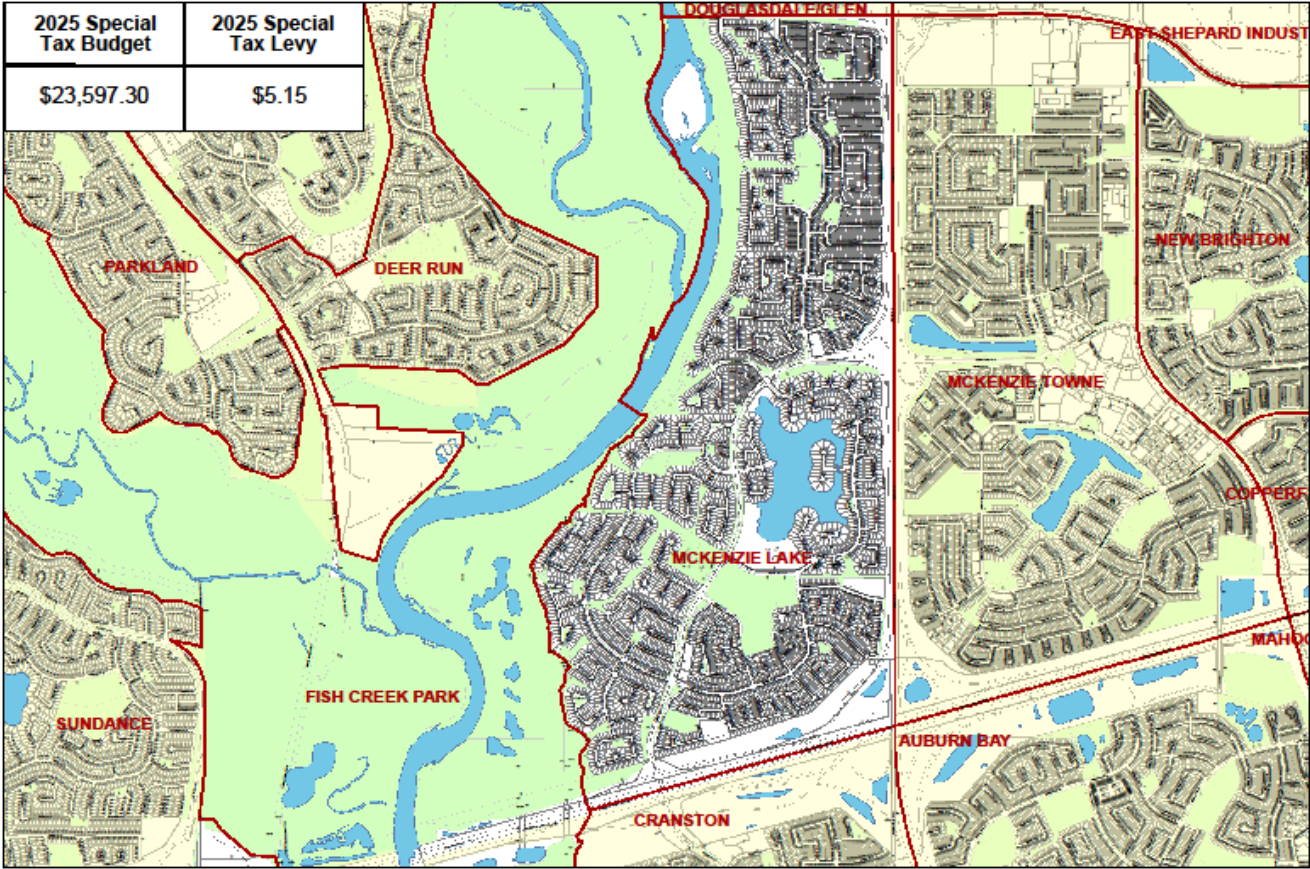 2025 Special
Tax Budget
2025 Special
Tax Levy
$23,597.30
$5.15
DOUGLASDALE/GLEN
EAST SHEPARD INDUST
PARKLAND
DEER RUN
NEW BRIGHTON
MCKENZIE TOWNE
COPPERF
MCKENZIE LAKE
MAHOG
FISH CREEK PARK
SUNDANCE
AUBURN BAY
CRANSTON